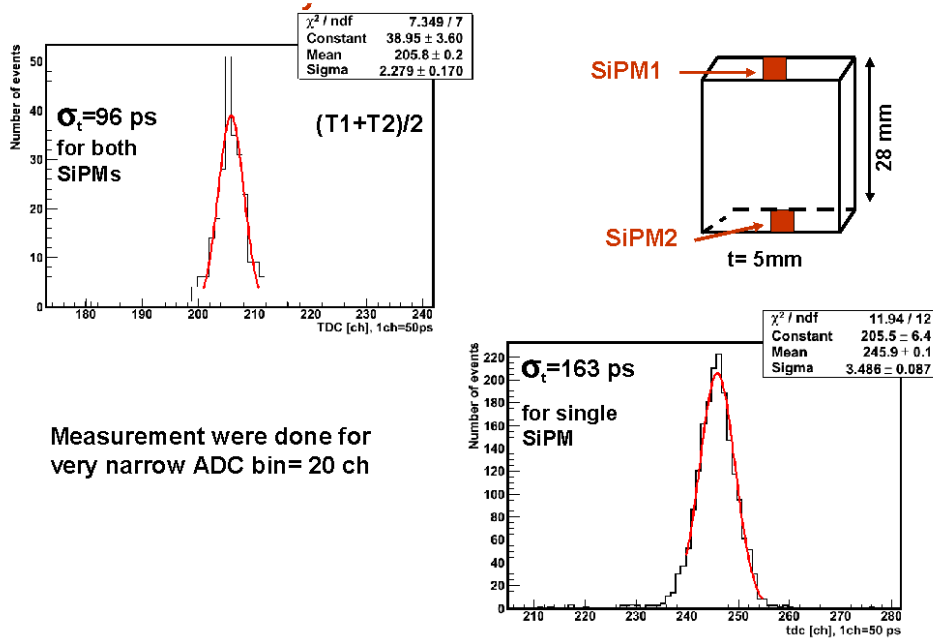 χ² / ndf 7.349 / 7
Constant 38.95 ± 3.60
Mean 205.8 ± 0.2
Sigma 2.279 ± 0.170
Number of events
50
40
30
20
10
0
σt=96 ps
for both
SiPMs
(T1+T2)/2
180 190 200 210 220 230 240
TDC [ch], 1ch=50ps
SiPM1
28 mm
SiPM2
t= 5mm
χ² / ndf 11.94 / 12
Constant 205.5 ± 6.4
Mean 245.9 ± 0.1
Sigma 3.486 ± 0.087
Number of events
220
200
180
160
140
120
100
80
60
40
20
0
σt=163 ps
for single
SiPM
210 220 230 240 250 260 270 280
tdc [ch], 1ch=50 ps
Measurement were done for
very narrow ADC bin= 20 ch